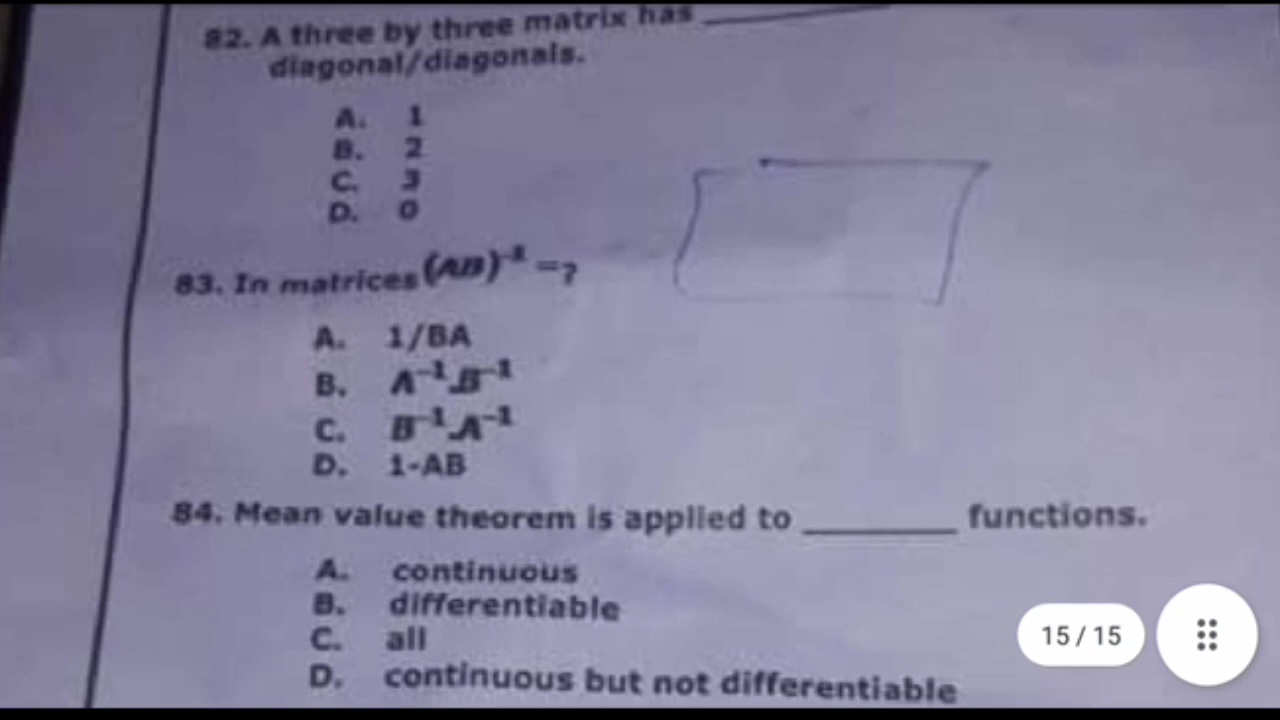 82. A three by three matrix has ______
diagonal/diagonals.
A. 1
B. 2
C. 3
D. 0
83. In matrices (AB)⁻¹ =?
A. 1/BA
B. A⁻¹B⁻¹
C. B⁻¹A⁻¹
D. 1-AB
84. Mean value theorem is applied to ______ functions.
A. continuous
B. differentiable
C. all
D. continuous but not differentiable
15 / 15